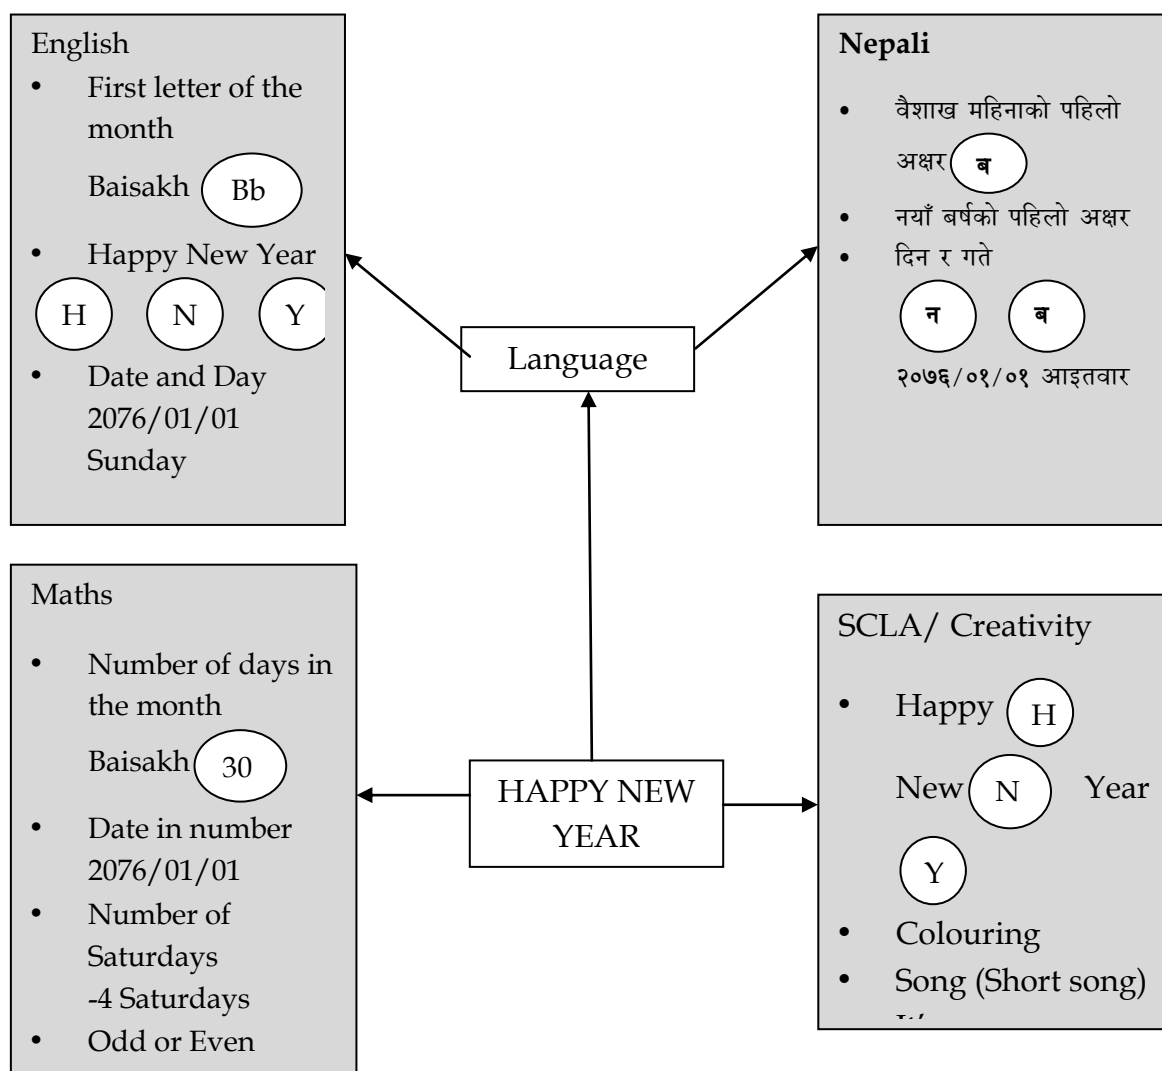 English
• First letter of the
month
Baisakh Bb
• Happy New Year
H N Y
• Date and Day
2076/01/01
Sunday
Nepali
• वैशाख महिनाको पहिलो
अक्षर ब
• नयाँ बर्षको पहिलो अक्षर
• दिन र गते
न ब
२०७६/०१/०१ आइतवार
Language
Maths
• Number of days in
the month
Baisakh 30
• Date in number
2076/01/01
• Number of
Saturdays
-4 Saturdays
• Odd or Even
HAPPY NEW
YEAR
SCLA/ Creativity
• Happy H
New N Year
Y
• Colouring
• Song (Short song)